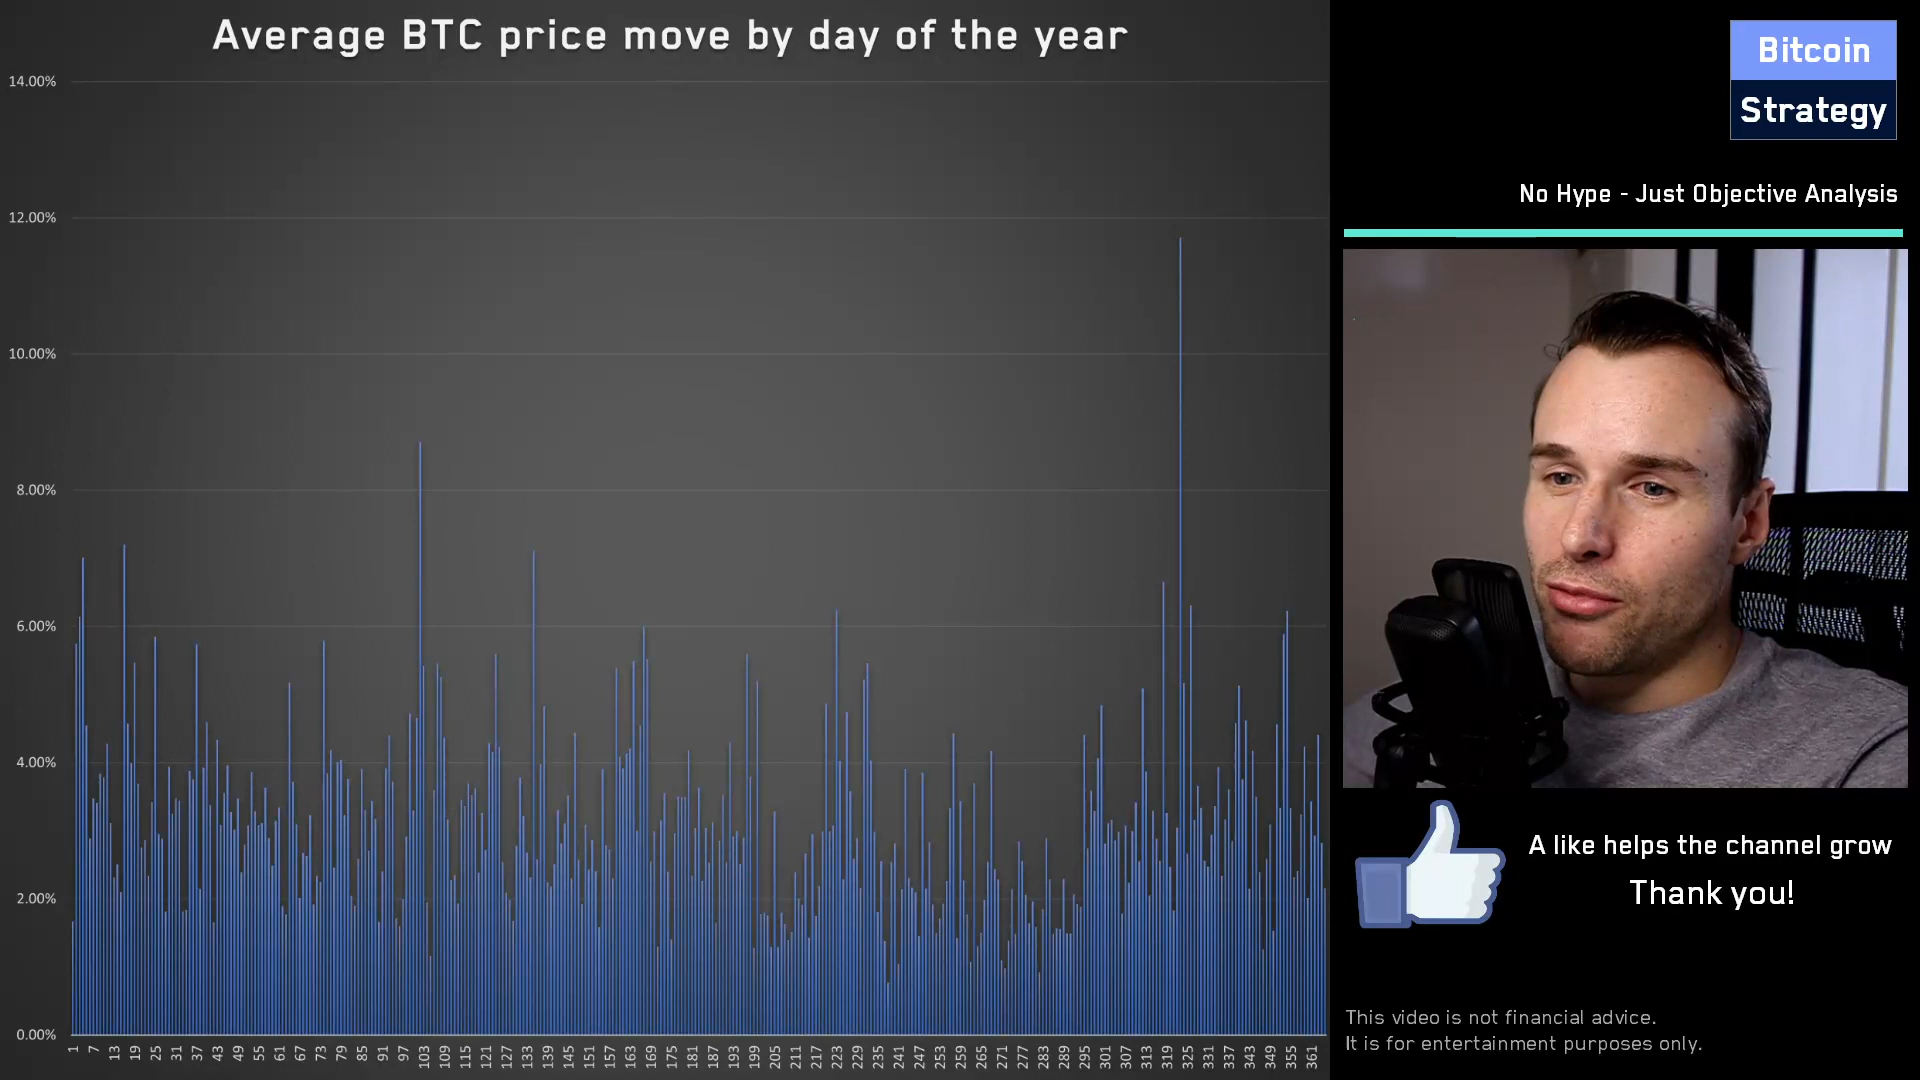 Average BTC price move by day of the year
14.00%
12.00%
10.00%
8.00%
6.00%
4.00%
2.00%
0.00%
1 7 13 19 25 31 37 43 49 55 61 67 73 79 85 91 97 103 109 115 121 127 133 139 145 151 157 163 169 175 181 187 193 199 205 211 217 223 229 235 241 247 253 259 265 271 277 283 289 295 301 307 313 319 325 331 337 343 349 355 361
Bitcoin
Strategy
No Hype - Just Objective Analysis
A like helps the channel grow
Thank you!
This video is not financial advice.
It is for entertainment purposes only.